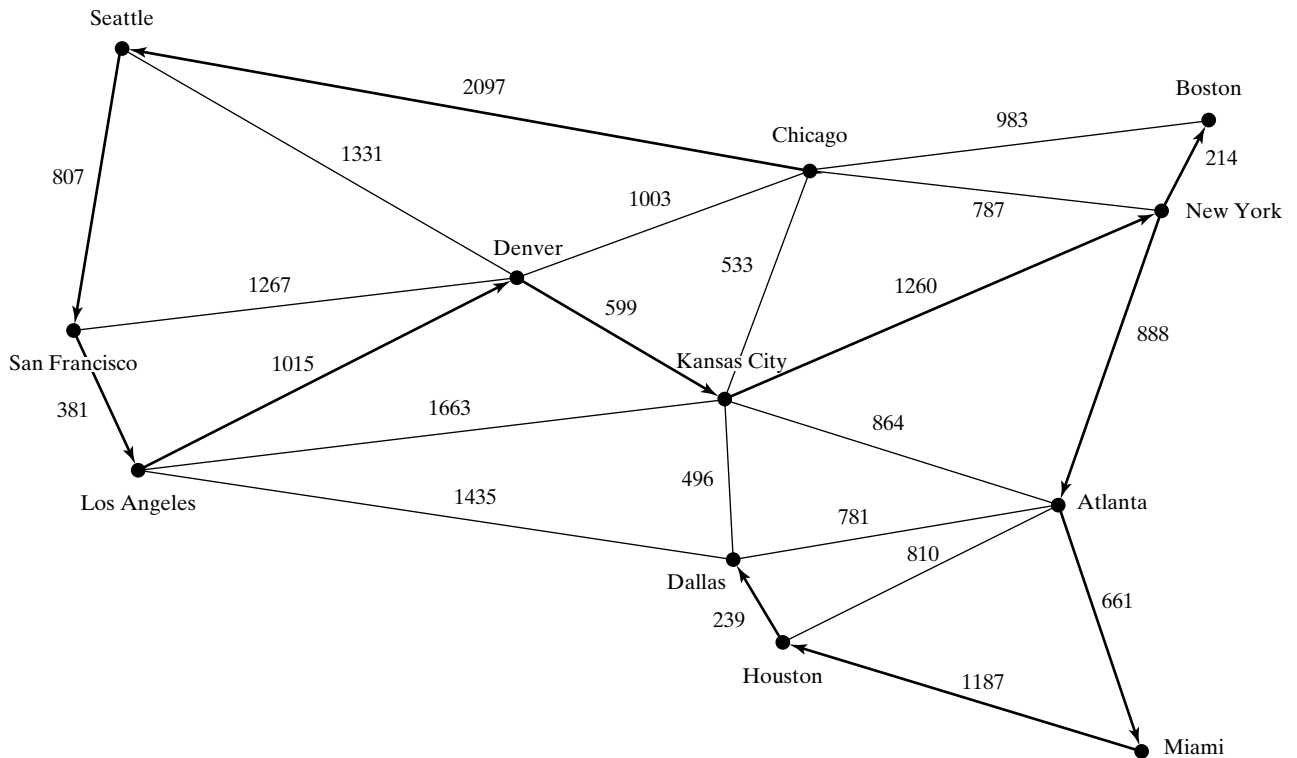 Seattle
2097
Boston
983
Chicago
1331
214
807
1003
787
New York
Denver
533
1267
599
1260
888
San Francisco
1015
Kansas City
381
1663
864
496
1435
Los Angeles
781
Atlanta
810
Dallas
661
239
Houston
1187
Miami